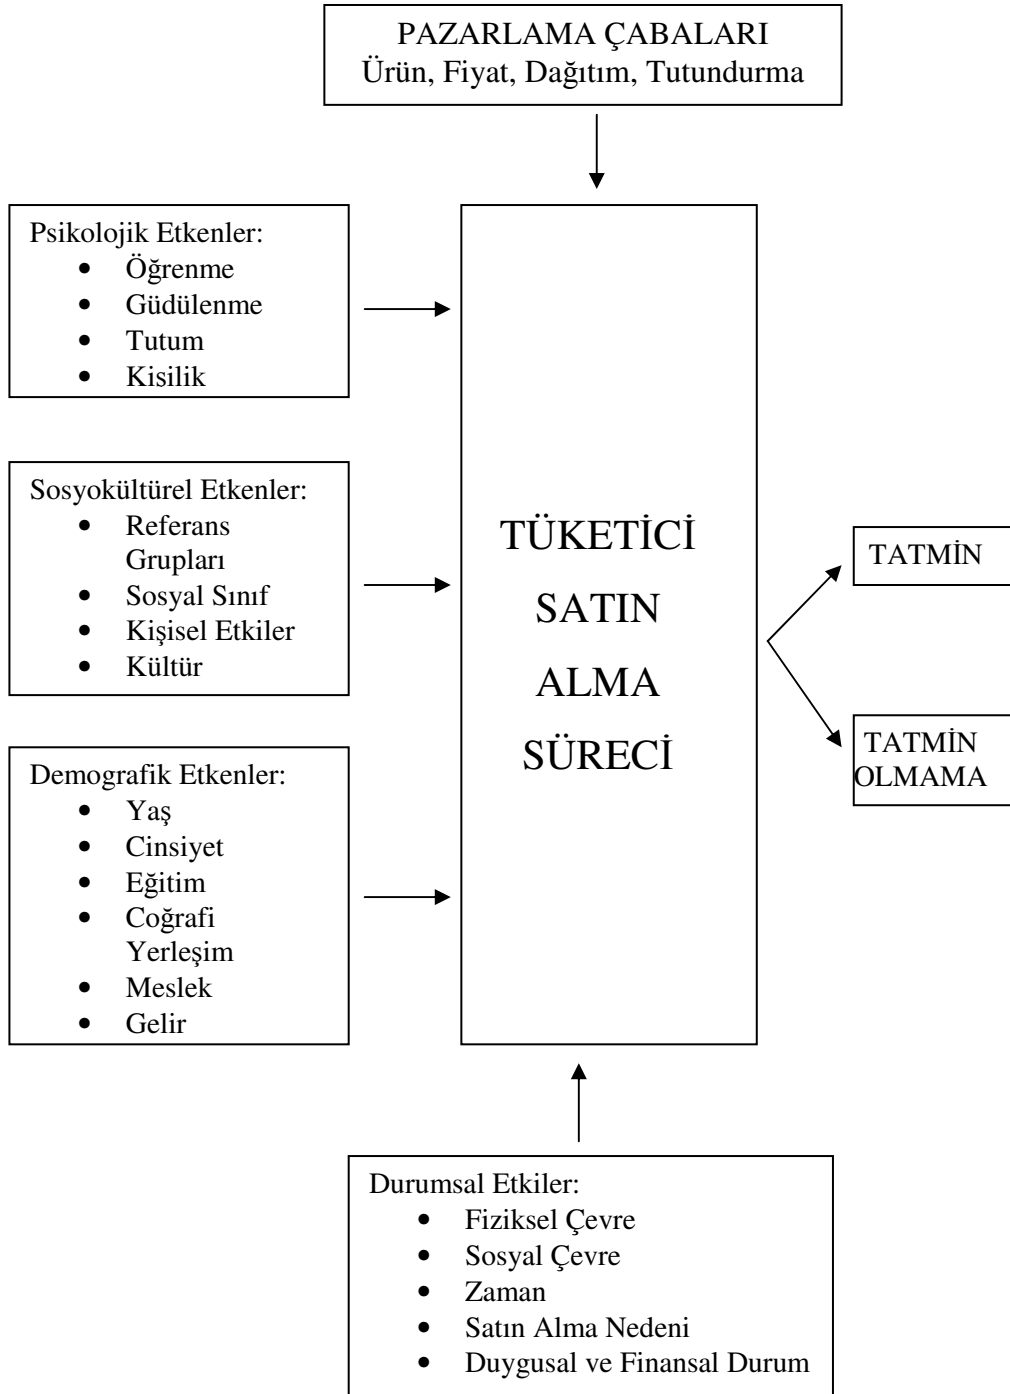 PAZARLAMA ÇABALARI
Ürün, Fiyat, Dağıtım, Tutundurma
Psikolojik Etkenler:
• Öğrenme
• Güdülenme
• Tutum
• Kisilik
Sosyokültürel Etkenler:
• Referans
Grupları
• Sosyal Sınıf
• Kişisel Etkiler
• Kültür
Demografik Etkenler:
• Yaş
• Cinsiyet
• Eğitim
• Coğrafi
Yerleşim
• Meslek
• Gelir
TÜKETİCİ
SATIN
ALMA
SÜRECİ
TATMİN
TATMİN
OLMAMA
Durumsal Etkiler:
• Fiziksel Çevre
• Sosyal Çevre
• Zaman
• Satın Alma Nedeni
• Duygusal ve Finansal Durum